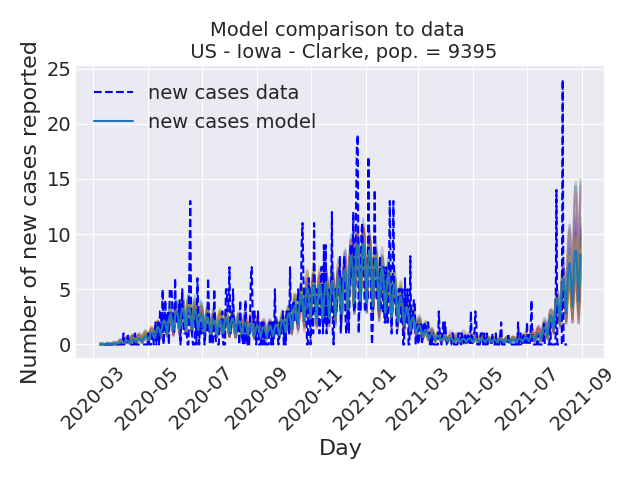 Model comparison to data
US - Iowa - Clarke, pop. = 9395
Number of new cases reported
25
20
15
10
5
0
new cases data
new cases model
2020-03
2020-05
2020-07
2020-09
2020-11
2021-01
2021-03
2021-05
2021-07
2021-09
Day